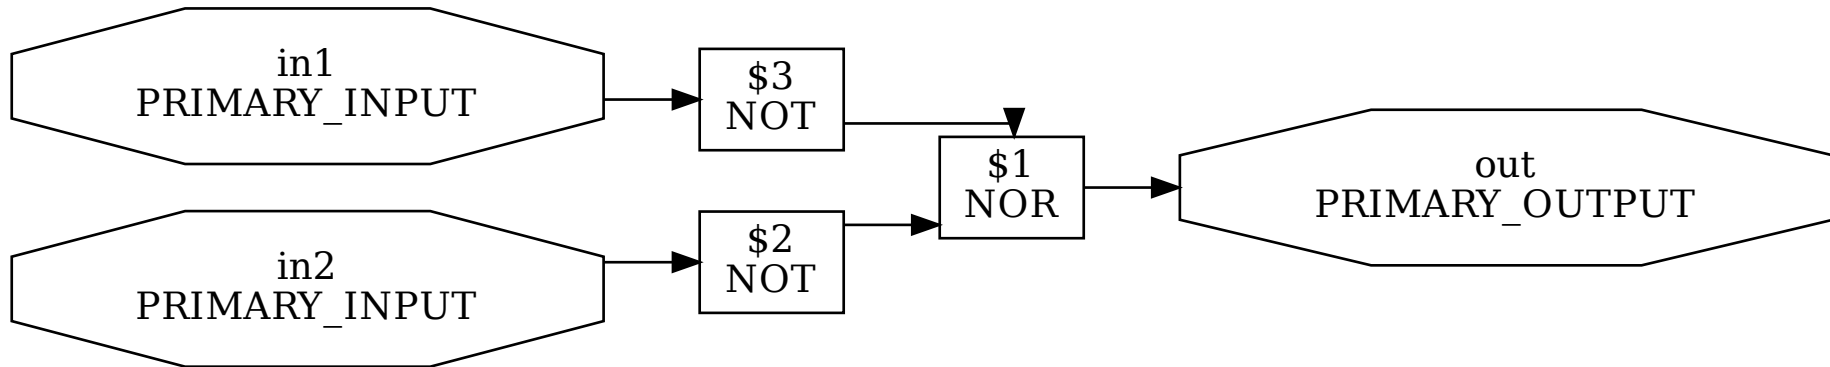 in1
PRIMARY_INPUT
$3
NOT
$1
NOR
out
PRIMARY_OUTPUT
in2
PRIMARY_INPUT
$2
NOT